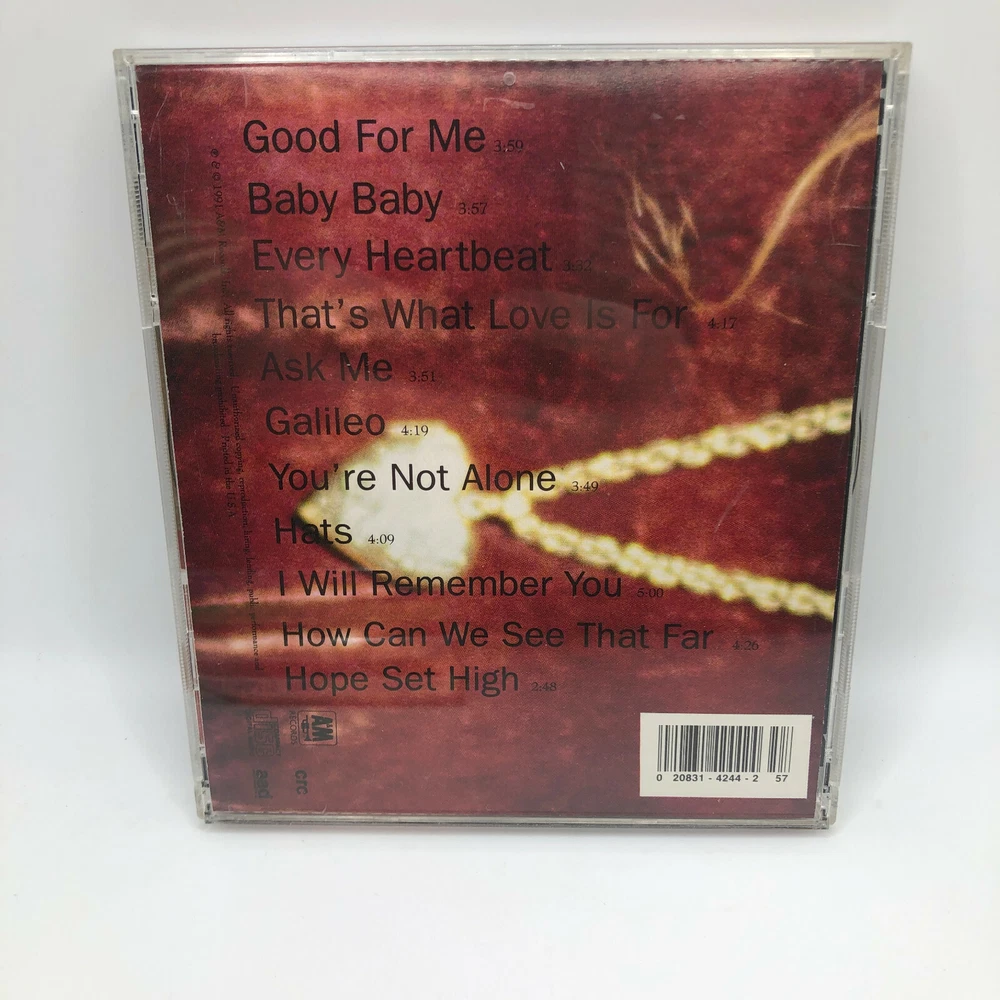 Good For Me 3:59
Baby Baby 3:57
Every Heartbeat 3:32
That's What Love Is For 4:17
Ask Me 3:51
Galileo 4:19
You're Not Alone 3:49
Hats 4:09
I Will Remember You 5:00
How Can We See That Far 4:26
Hope Set High 2:48
A&M
RECORDS
crc
0 20831 - 4244 - 2 57